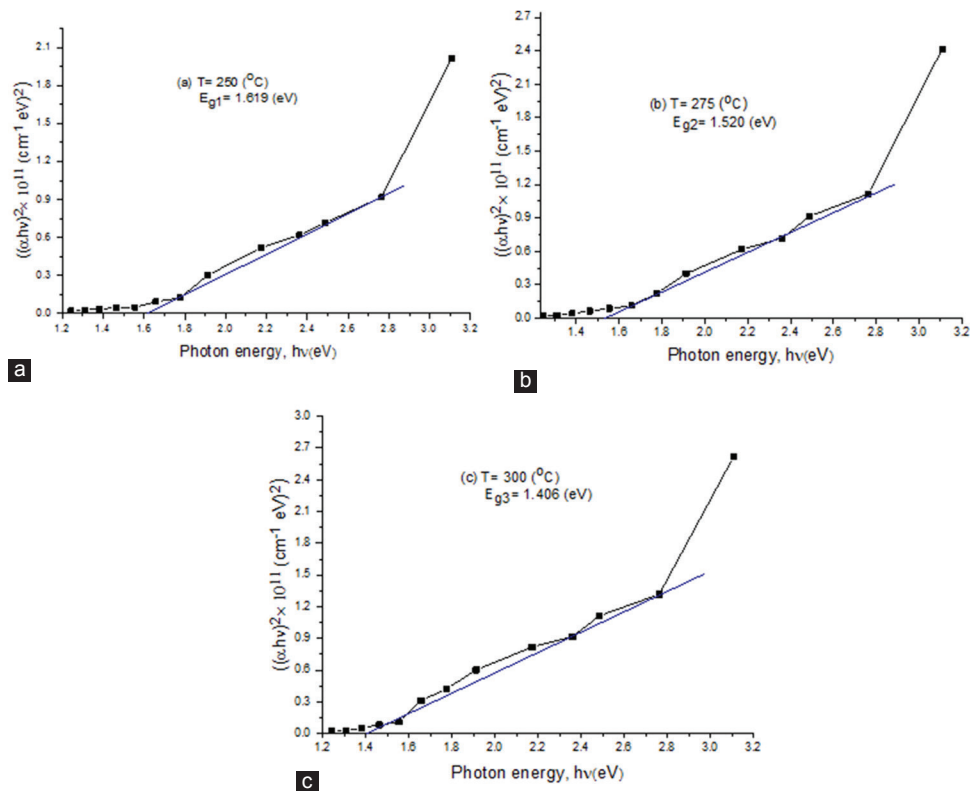 2.1
1.8
1.5
1.2
0.9
0.6
0.3
0.0
((αhν)² × 10¹¹ (cm⁻¹ eV)²)
(a) T= 250 (°C)
Eg1= 1.619 (eV)
1.2 1.4 1.6 1.8 2.0 2.2 2.4 2.6 2.8 3.0 3.2
Photon energy, hν(eV)
a
2.7
2.4
2.1
1.8
1.5
1.2
0.9
0.6
0.3
0.0
((αhν)² × 10¹¹ (cm⁻¹ eV)²)
(b) T = 275 (°C)
Eg2= 1.520 (eV)
1.4 1.6 1.8 2.0 2.2 2.4 2.6 2.8 3.0 3.2
Photon energy, hν(eV)
b
3.0
2.7
2.4
2.1
1.8
1.5
1.2
0.9
0.6
0.3
0.0
((αhν)² × 10¹¹ (cm⁻¹ eV)²)
(c) T= 300 (°C)
Eg3= 1.406 (eV)
1.2 1.4 1.6 1.8 2.0 2.2 2.4 2.6 2.8 3.0 3.2
Photon energy, hν(eV)
c